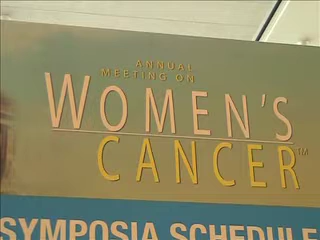 ANNUAL
MEETING ON
WOMEN'S
CANCER™
SYMPOSIA SCHEDULE